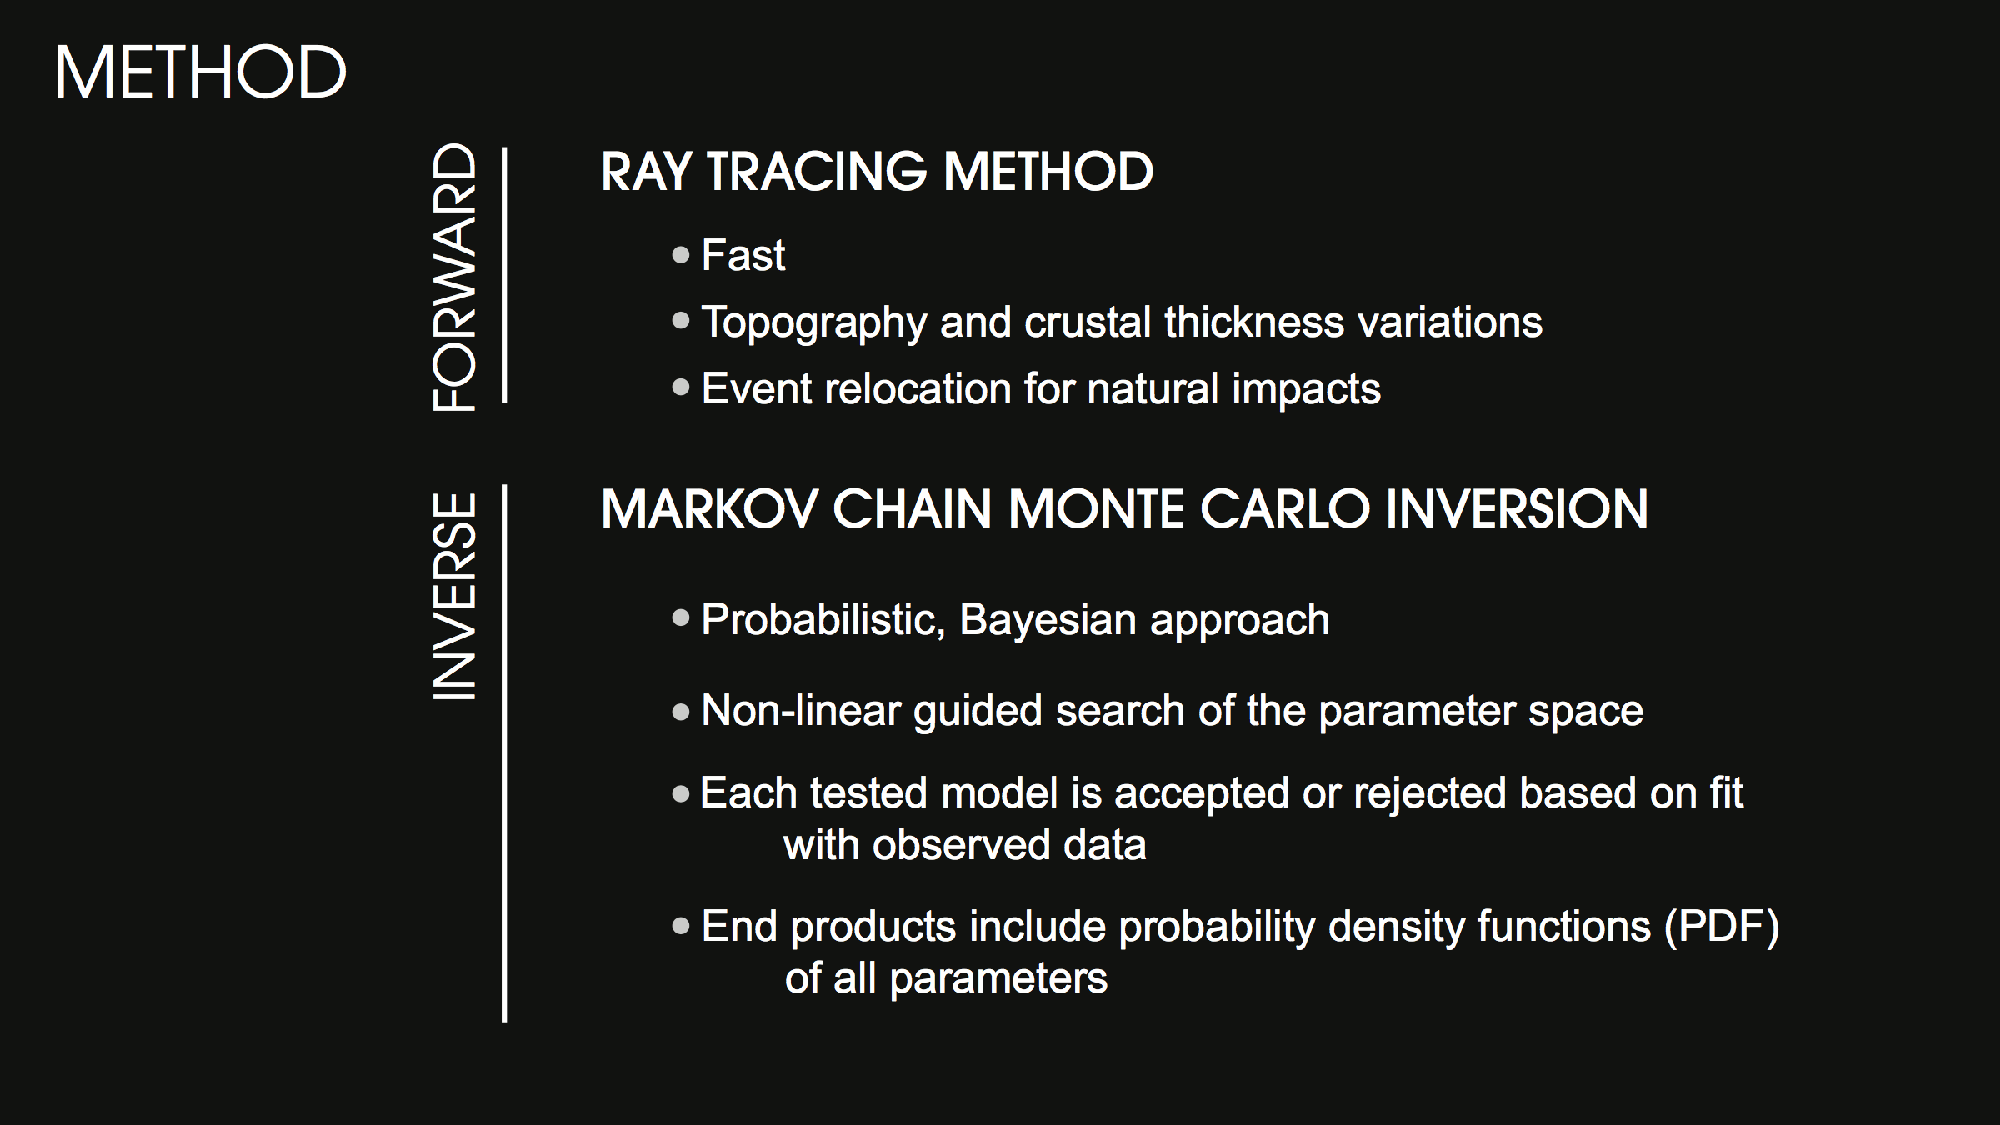 METHOD
FORWARD
RAY TRACING METHOD
• Fast
• Topography and crustal thickness variations
• Event relocation for natural impacts
INVERSE
MARKOV CHAIN MONTE CARLO INVERSION
• Probabilistic, Bayesian approach
• Non-linear guided search of the parameter space
• Each tested model is accepted or rejected based on fit
with observed data
• End products include probability density functions (PDF)
of all parameters